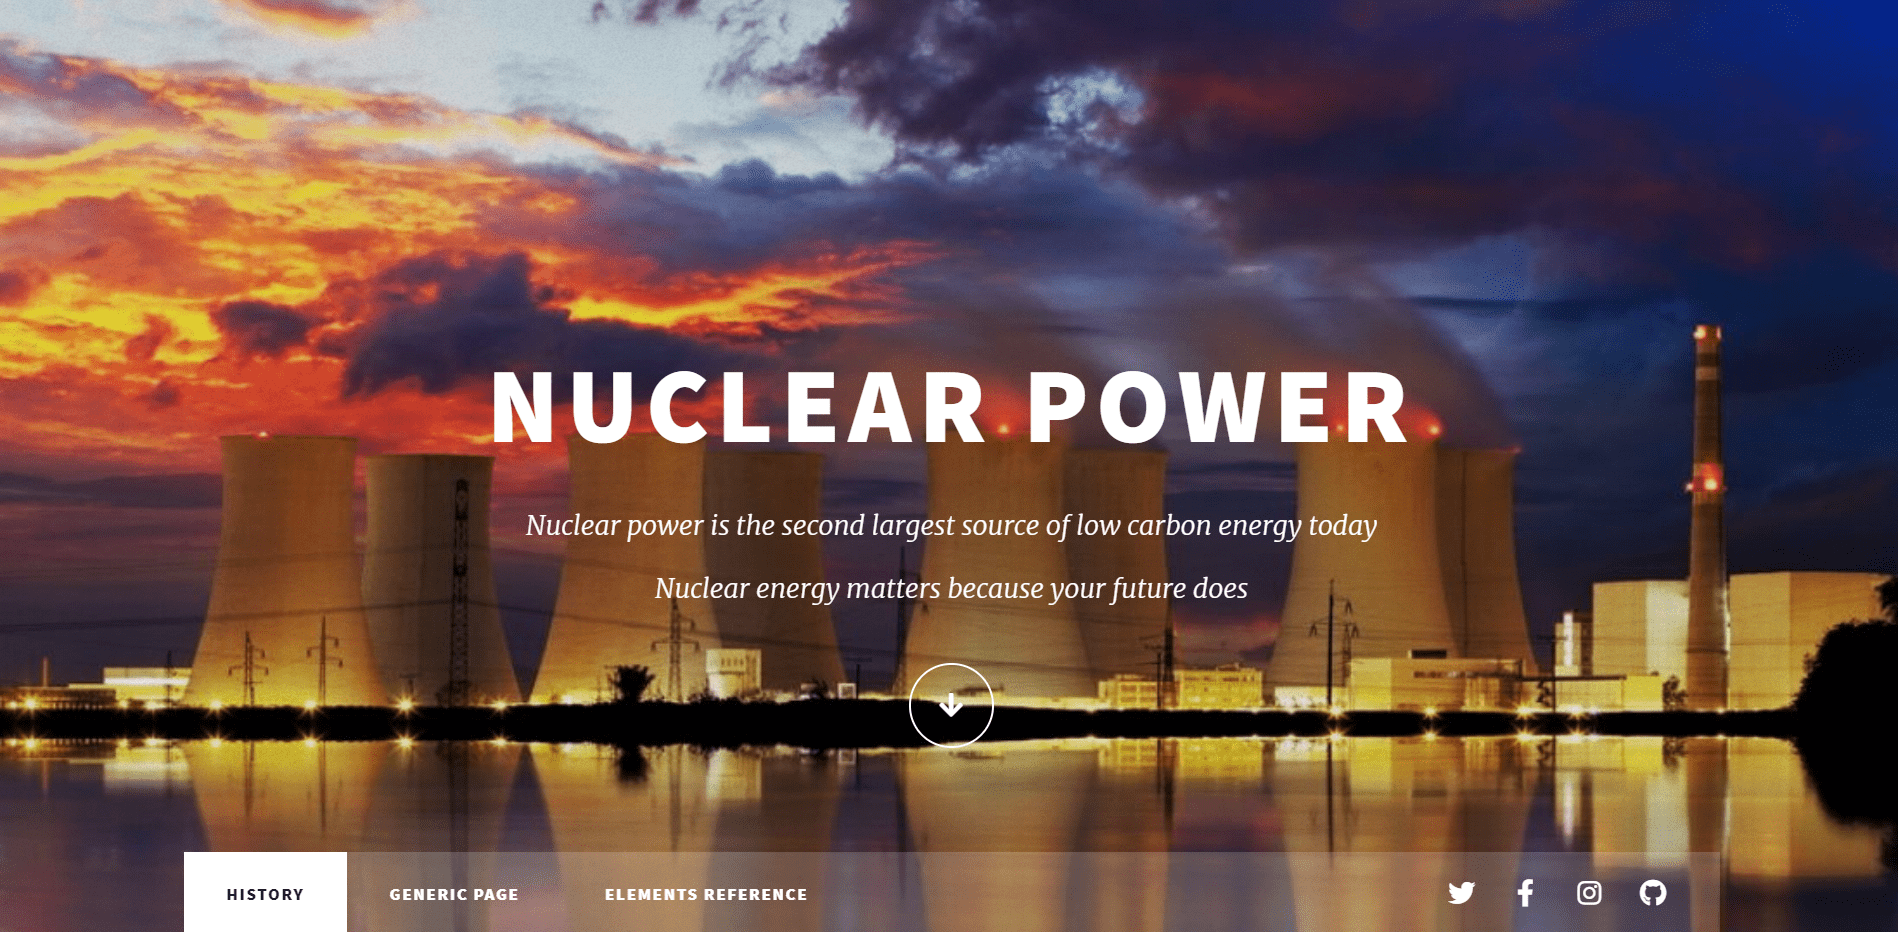 NUCLEAR POWER
Nuclear power is the second largest source of low carbon energy today
Nuclear energy matters because your future does
HISTORY
GENERIC PAGE
ELEMENTS REFERENCE